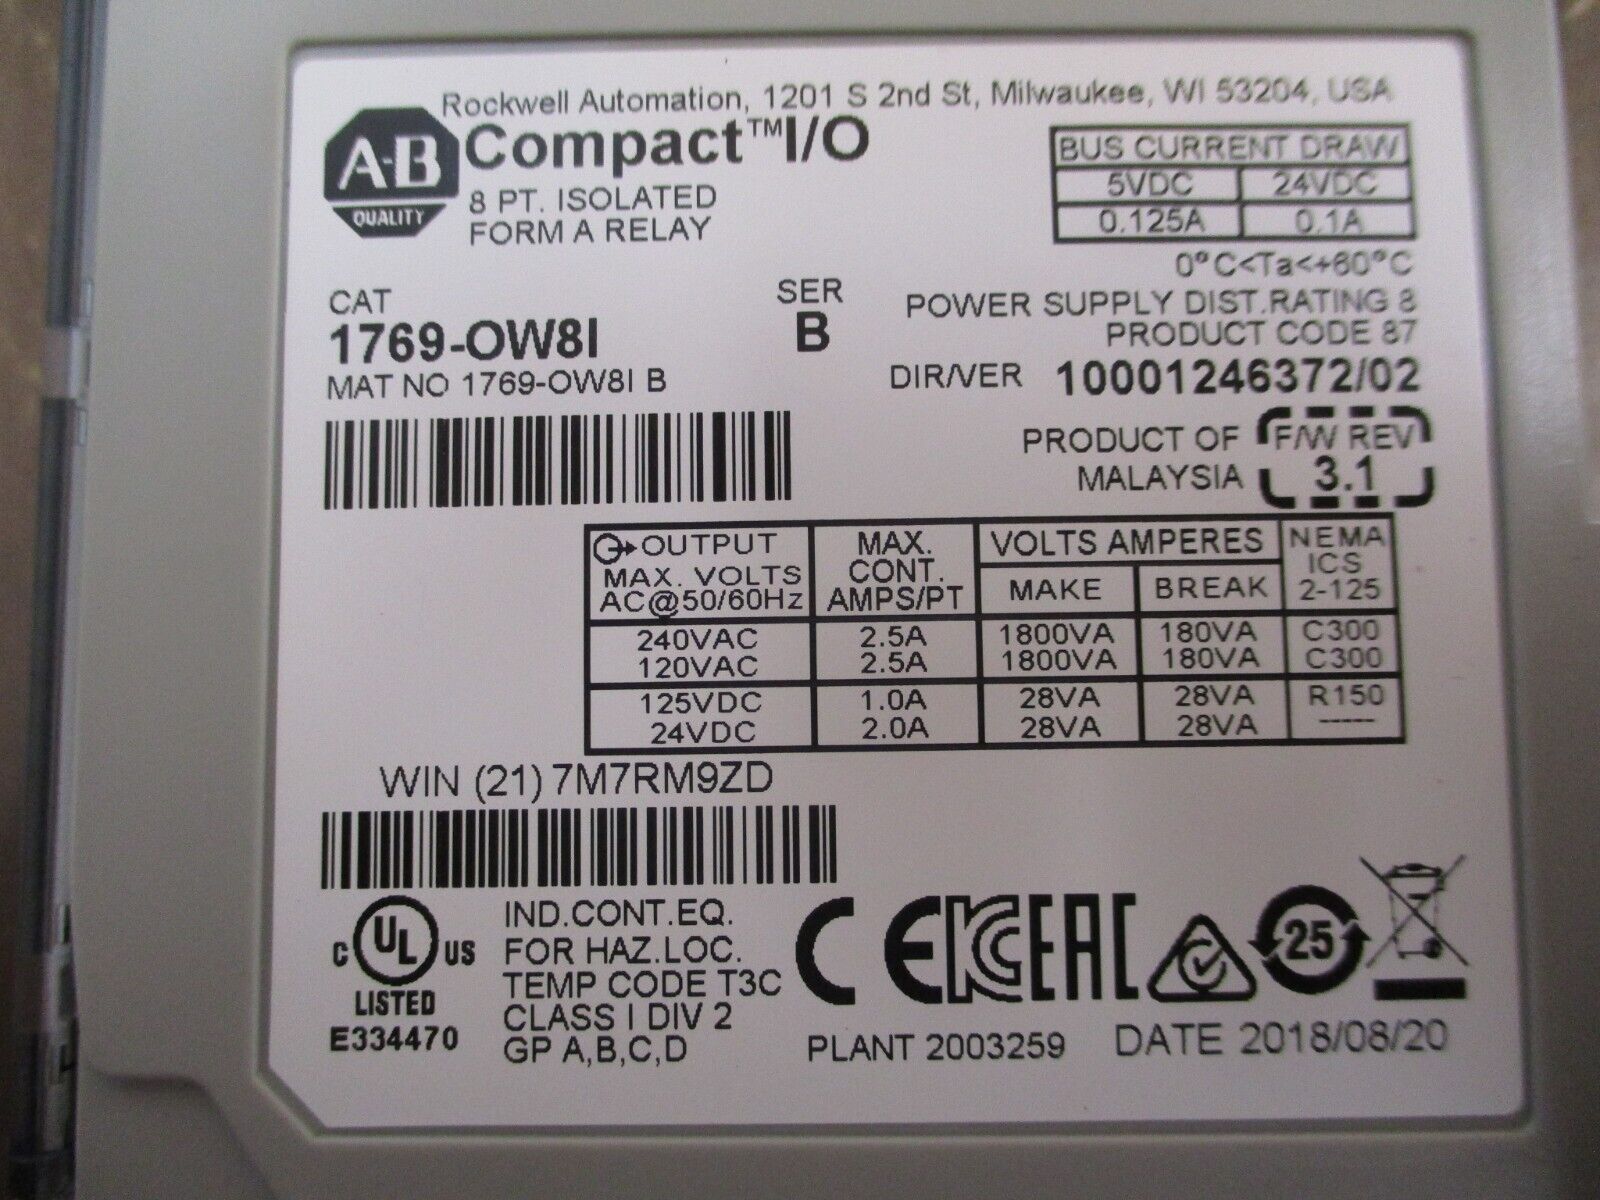 Rockwell Automation, 1201 S 2nd St, Milwaukee, WI 53204, USA
A-B
QUALITY
Compact™I/O
8 PT. ISOLATED
FORM A RELAY
BUS CURRENT DRAW
5VDC 24VDC
0.125A 0.1A
0°C<Ta<+60°C
CAT
1769-OW8I
MAT NO 1769-OW8I B
SER
B
POWER SUPPLY DIST.RATING 8
PRODUCT CODE 87
DIR/VER 10001246372/02
PRODUCT OF
MALAYSIA
F/W REV
3.1
OUTPUT
MAX. VOLTS
AC@50/60Hz
MAX.
CONT.
AMPS/PT
VOLTS AMPERES
MAKE BREAK
NEMA
ICS
2-125
240VAC 2.5A 1800VA 180VA C300
120VAC 2.5A 1800VA 180VA C300
125VDC 1.0A 28VA 28VA R150
24VDC 2.0A 28VA 28VA -----
WIN (21) 7M7RM9ZD
C UL US
LISTED
E334470
IND.CONT.EQ.
FOR HAZ.LOC.
TEMP CODE T3C
CLASS I DIV 2
GP A,B,C,D
CE KC EAC 25
PLANT 2003259 DATE 2018/08/20